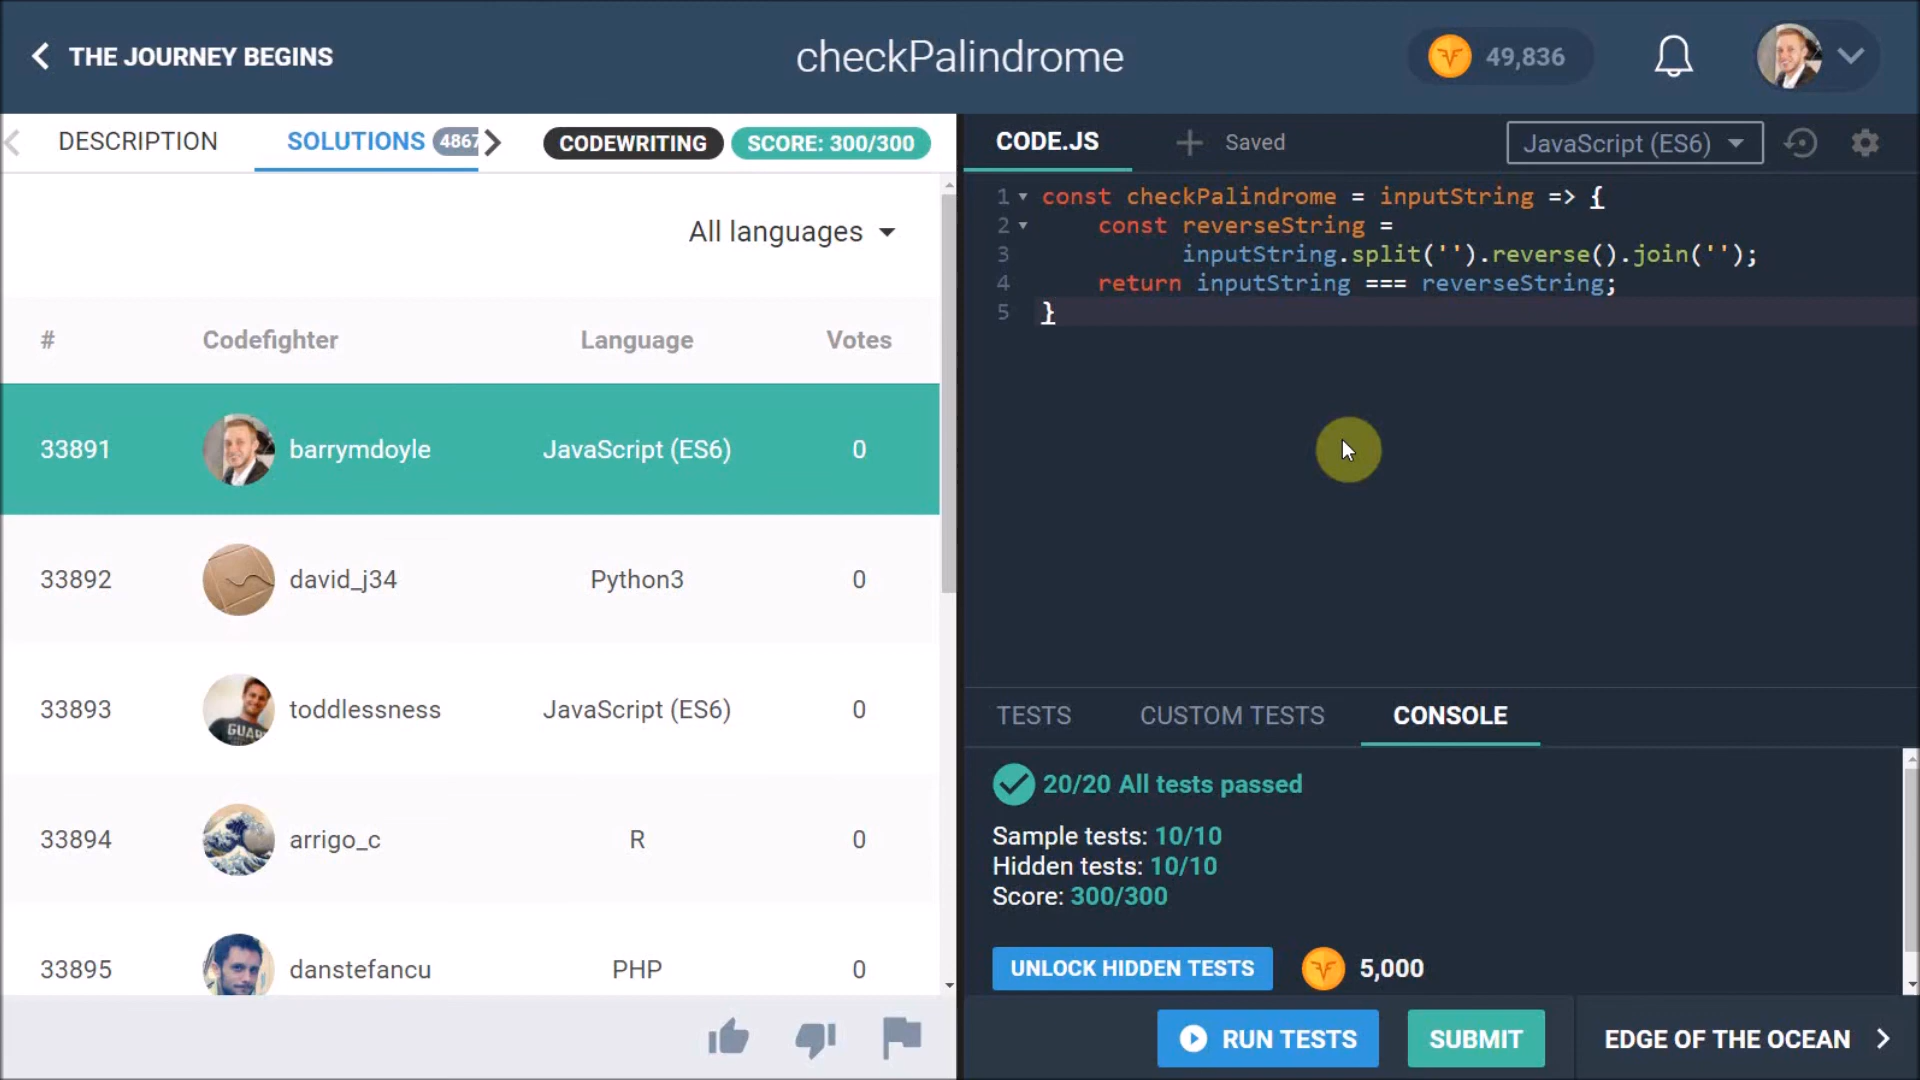 THE JOURNEY BEGINS
checkPalindrome
49,836
DESCRIPTION
SOLUTIONS 4867
CODEWRITING
SCORE: 300/300
All languages
# Codefighter Language Votes
33891 barrymdoyle JavaScript (ES6) 0
33892 david_j34 Python3 0
33893 toddlessness JavaScript (ES6) 0
33894 arrigo_c R 0
33895 danstefancu PHP 0
CODE.JS
Saved
JavaScript (ES6)
1 const checkPalindrome = inputString => {
2 const reverseString =
3 inputString.split('').reverse().join('');
4 return inputString === reverseString;
5 }
TESTS CUSTOM TESTS CONSOLE
20/20 All tests passed
Sample tests: 10/10
Hidden tests: 10/10
Score: 300/300
UNLOCK HIDDEN TESTS 5,000
RUN TESTS SUBMIT EDGE OF THE OCEAN